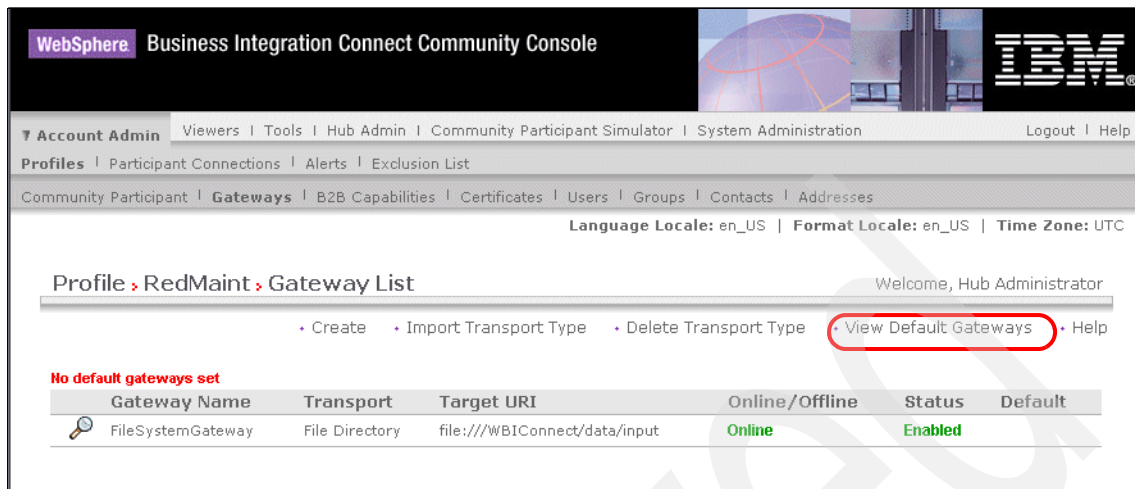 WebSphere. Business Integration Connect Community Console
IBM®
Account Admin Viewers | Tools | Hub Admin | Community Participant Simulator | System Administration Logout | Help
Profiles | Participant Connections | Alerts | Exclusion List
Community Participant | Gateways | B2B Capabilities | Certificates | Users | Groups | Contacts | Addresses
Language Locale: en_US | Format Locale: en_US | Time Zone: UTC
Profile > RedMaint > Gateway List Welcome, Hub Administrator
Create Import Transport Type Delete Transport Type View Default Gateways Help
No default gateways set
Gateway Name Transport Target URI Online/Offline Status Default
FileSystemGateway File Directory file:///WBIConnect/data/input Online Enabled